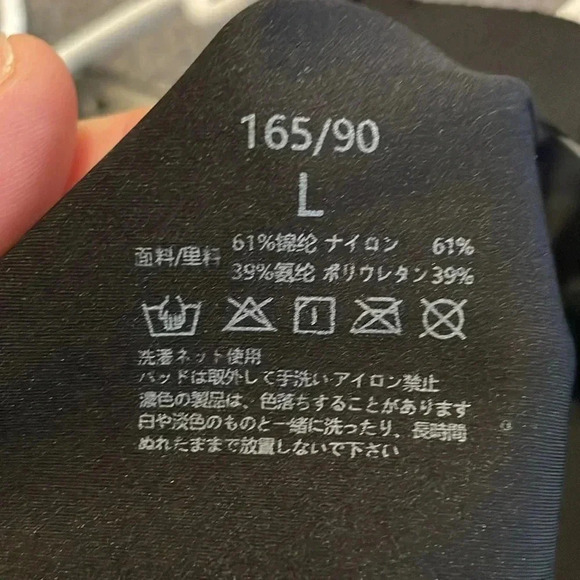 165/90
L
面料/里料 61%锦纶 ナイロン 61%
39%氨纶 ポリウレタン 39%
洗濯ネット使用
パッドは取外して手洗い アイロン禁止
濃色の製品は、色落ちすることがあります
白や淡色のものと一緒に洗ったり、長時間
ぬれたままで放置しないで下さい